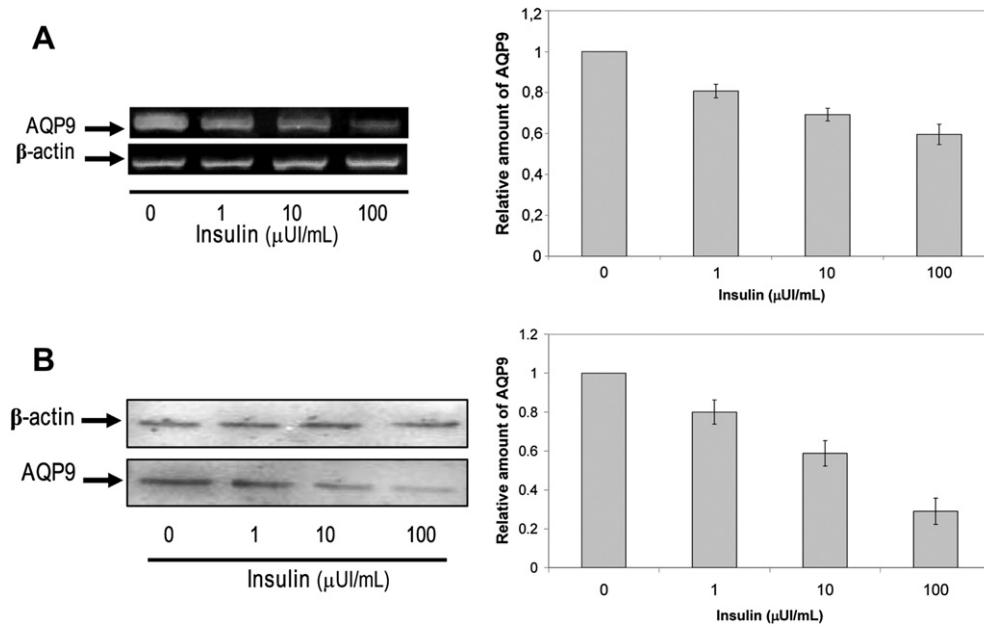 A
AQP9
β-actin
0 1 10 100
Insulin (μUI/mL)
Relative amount of AQP9
1,2
1
0,8
0,6
0,4
0,2
0
0 1 10 100
Insulin (μUI/mL)
B
β-actin
AQP9
0 1 10 100
Insulin (μUI/mL)
Relative amount of AQP9
1.2
1
0.8
0.6
0.4
0.2
0
0 1 10 100
Insulin (μUI/mL)